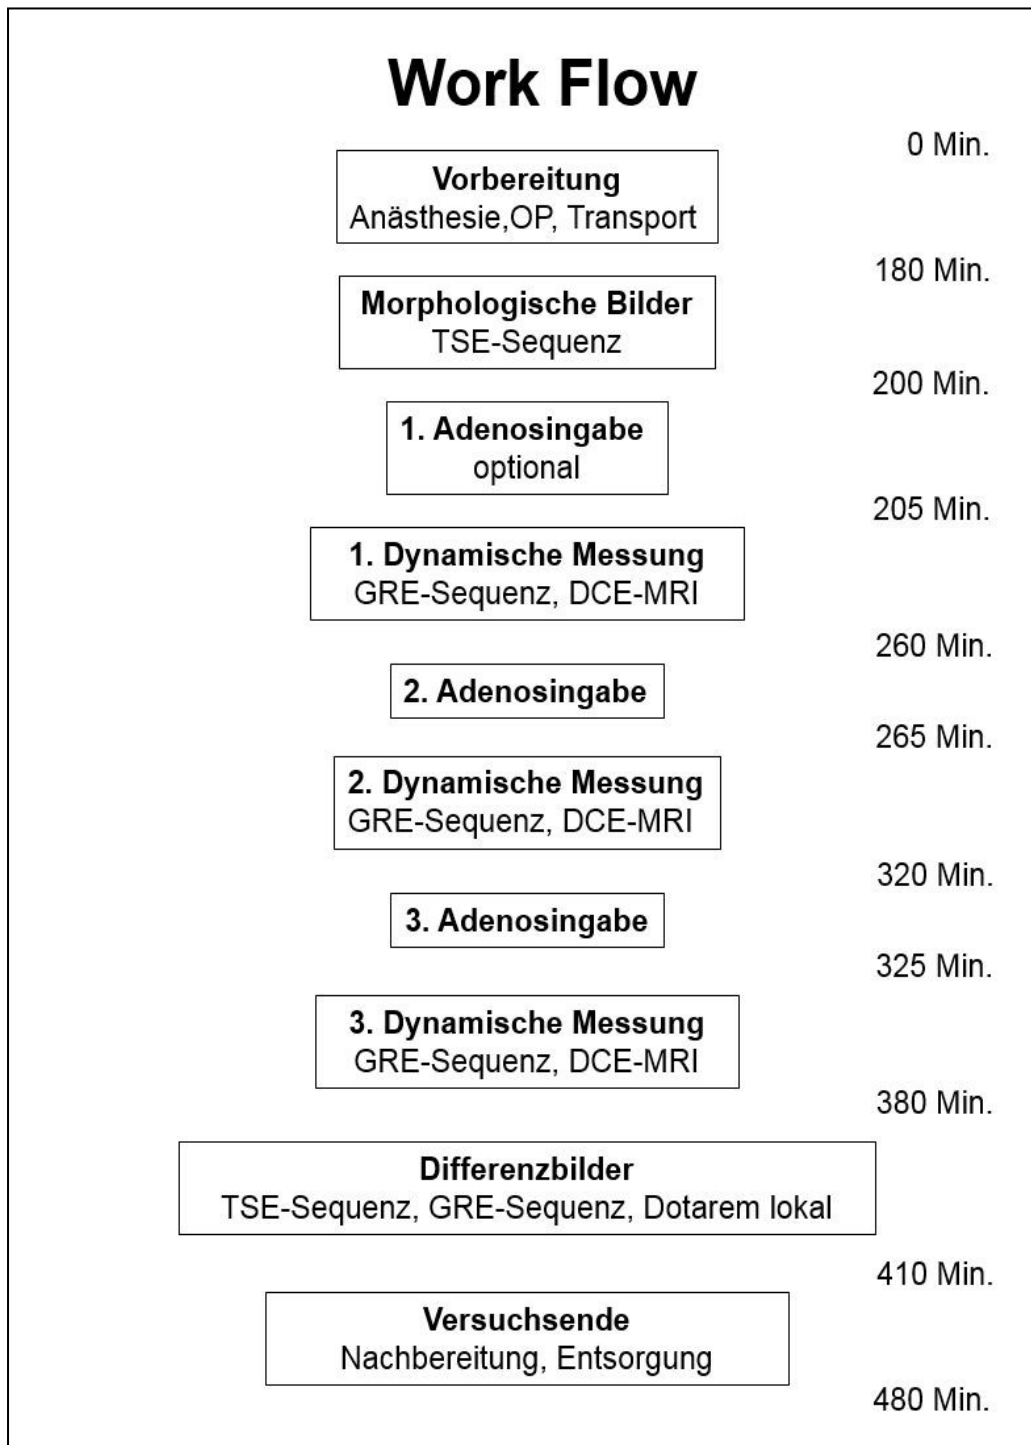 Work Flow
0 Min.
Vorbereitung
Anästhesie,OP, Transport
180 Min.
Morphologische Bilder
TSE-Sequenz
200 Min.
1. Adenosingabe
optional
205 Min.
1. Dynamische Messung
GRE-Sequenz, DCE-MRI
260 Min.
2. Adenosingabe
265 Min.
2. Dynamische Messung
GRE-Sequenz, DCE-MRI
320 Min.
3. Adenosingabe
325 Min.
3. Dynamische Messung
GRE-Sequenz, DCE-MRI
380 Min.
Differenzbilder
TSE-Sequenz, GRE-Sequenz, Dotarem lokal
410 Min.
Versuchsende
Nachbereitung, Entsorgung
480 Min.